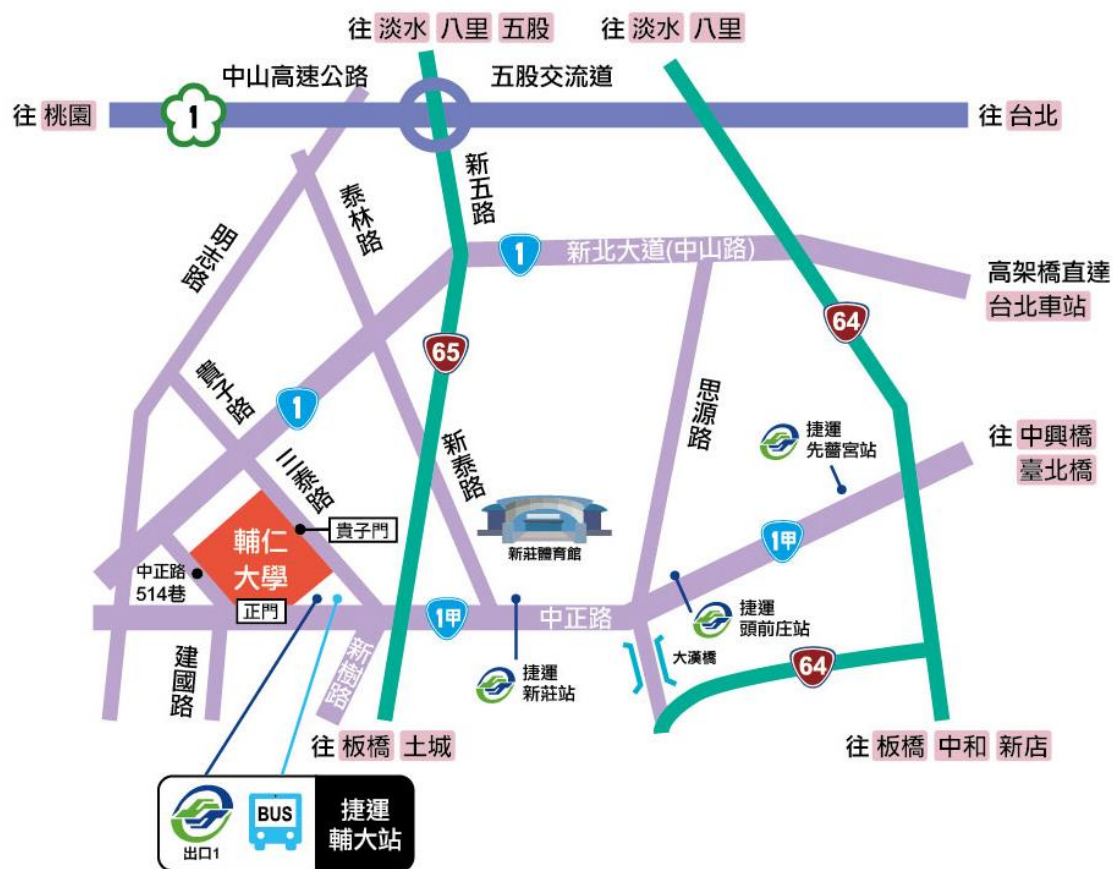 往 淡水 八里 五股
往 淡水 八里
中山高速公路
五股交流道
往 桃園
1
往 台北
新五路
泰林路
明志路
1
新北大道(中山路)
高架橋直達
台北車站
64
65
貴子路
1
思源路
捷運
先嗇宮站
往 中興橋
臺北橋
新泰路
三泰路
貴子門
新莊體育館
1甲
輔仁
大學
中正路
514巷
正門
1甲
中正路
捷運
頭前庄站
大漢橋
建國路
新樹路
捷運
新莊站
64
往 板橋 土城
往 板橋 中和 新店
BUS
出口1
捷運
輔大站